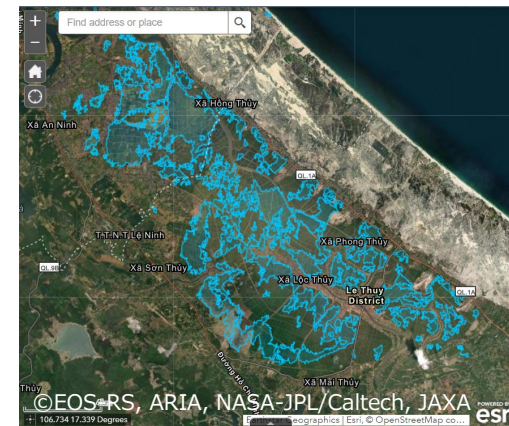 +
Find address or place
−
Xã Hồng Thủy
Xã An Ninh
QL.1A
T.T.N.T Lệ Ninh
Xã Phong Thủy
QL.9B
Xã Sơn Thủy
Xã Lộc Thủy
Le Thuy
District
QL.1A
Xã Mai Thủy
Thủy
©EOS-RS, ARIA, NASA-JPL/Caltech, JAXA
POWERED BY
esri
106.734 17.339 Degrees
Earthstar Geographics | Esri, © OpenStreetMap co...